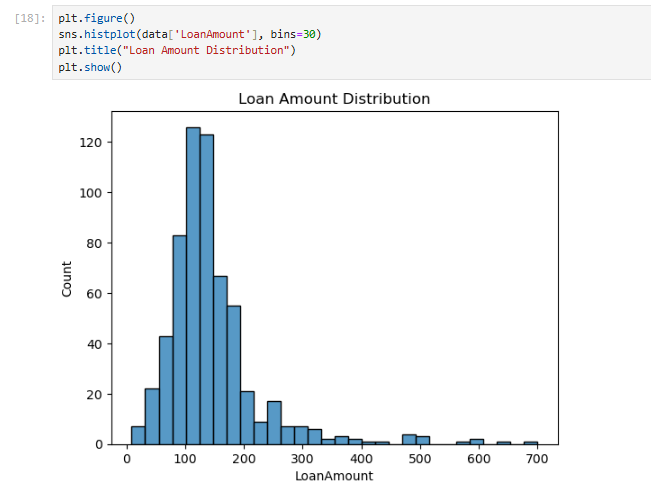 [18]: plt.figure()
sns.histplot(data['LoanAmount'], bins=30)
plt.title("Loan Amount Distribution")
plt.show()
Loan Amount Distribution
120
100
80
60
40
20
0
Count
0 100 200 300 400 500 600 700
LoanAmount